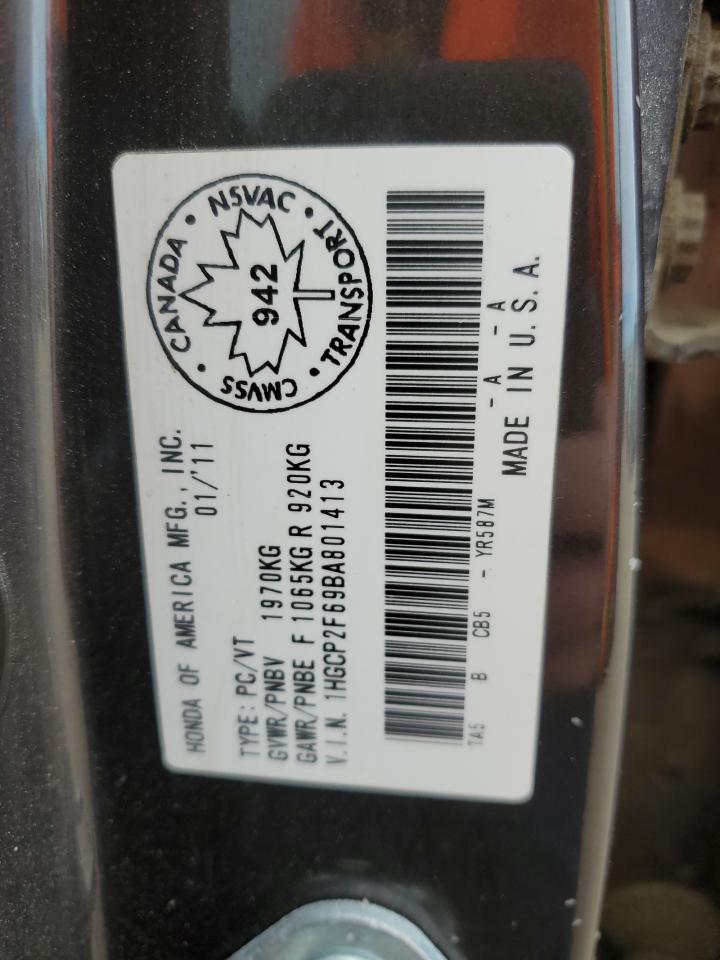 HONDA OF AMERICA MFG., INC.
01/'11
TYPE: PC/VT
GVWR/PNBV 1970KG
GAWR/PNBE F 1065KG R 920KG
V.I.N. 1HGCP2F69BA801413
CANADA • NSVAC • TRANSPORT • CMVSS •
942
TA5 B CB5 - YR587M
- A - A
MADE IN U.S.A.